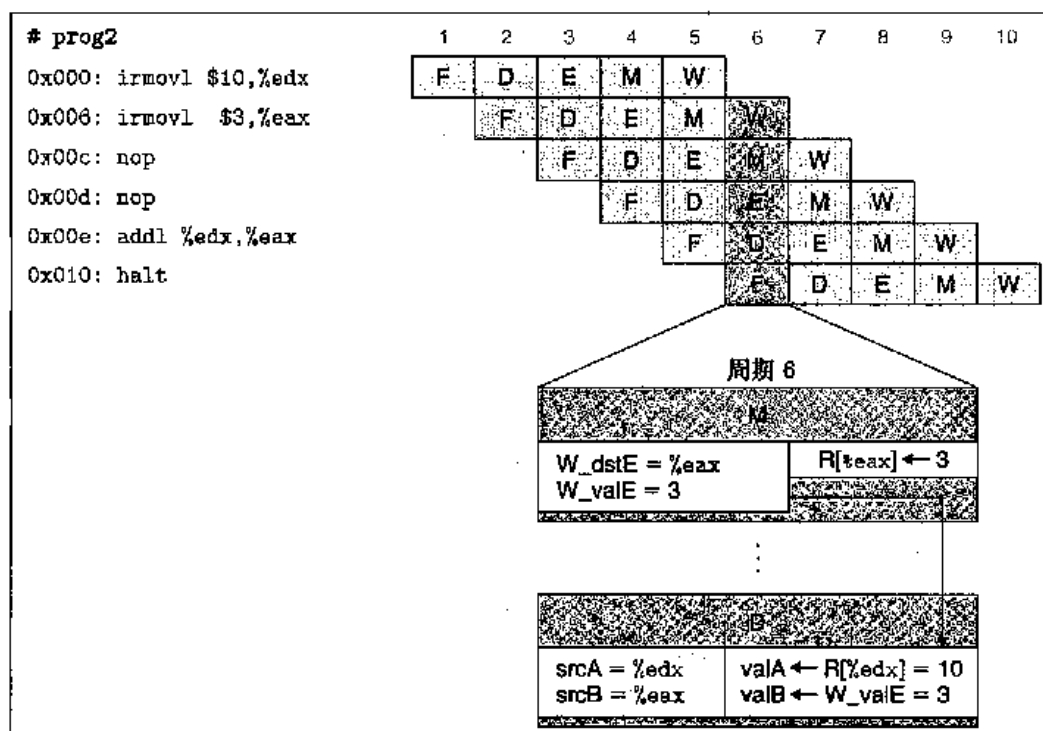 # prog2
1 2 3 4 5 6 7 8 9 10
0x000: irmovl $10,%edx F D E M W
0x006: irmovl $3,%eax F D E M W
0x00c: nop F D E M W
0x00d: nop F D E M W
0x00e: addl %edx,%eax F D E M W
0x010: halt F D E M W
周期 6
M
W_dstE = %eax R[%eax] ← 3
W_valE = 3
D
srcA = %edx valA ← R[%edx] = 10
srcB = %eax valB ← W_valE = 3